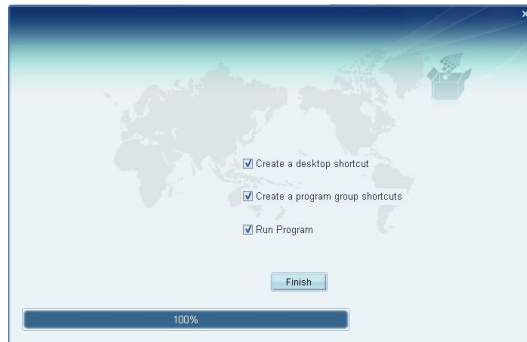 Create a desktop shortcut
Create a program group shortcuts
Run Program
Finish
100%